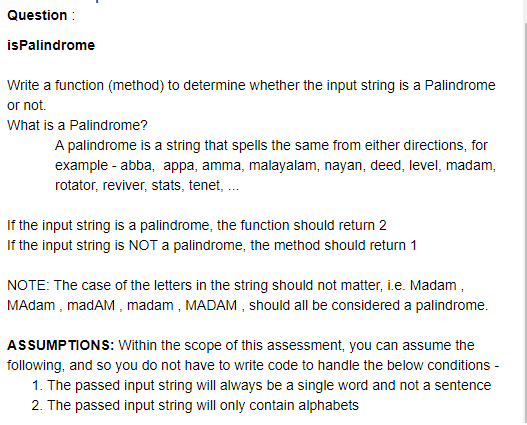 Question :
isPalindrome
Write a function (method) to determine whether the input string is a Palindrome
or not.
What is a Palindrome?
A palindrome is a string that spells the same from either directions, for
example - abba, appa, amma, malayalam, nayan, deed, level, madam,
rotator, reviver, stats, tenet, ...
If the input string is a palindrome, the function should return 2
If the input string is NOT a palindrome, the method should return 1
NOTE: The case of the letters in the string should not matter, i.e. Madam ,
MAdam , madAM , madam , MADAM , should all be considered a palindrome.
ASSUMPTIONS: Within the scope of this assessment, you can assume the
following, and so you do not have to write code to handle the below conditions -
1. The passed input string will always be a single word and not a sentence
2. The passed input string will only contain alphabets